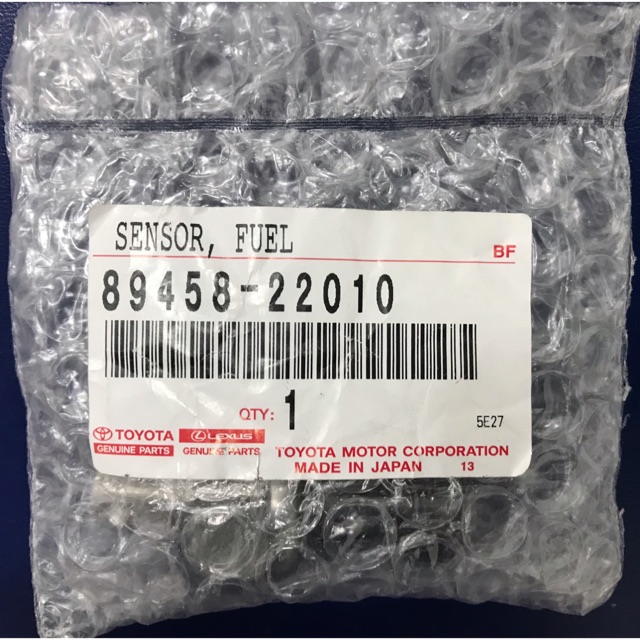 SENSOR, FUEL
BF
89458-22010
QTY: 1
5E27
TOYOTA
GENUINE PARTS
LEXUS
GENUINE PARTS
TOYOTA MOTOR CORPORATION
MADE IN JAPAN 13